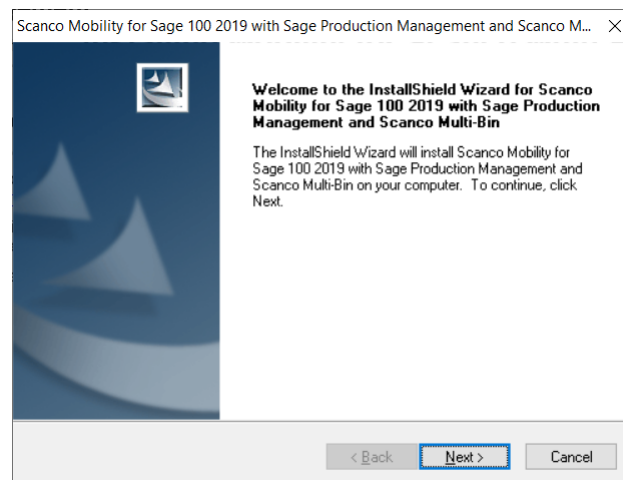 Scanco Mobility for Sage 100 2019 with Sage Production Management and Scanco M...
Welcome to the InstallShield Wizard for Scanco
Mobility for Sage 100 2019 with Sage Production
Management and Scanco Multi-Bin
The InstallShield Wizard will install Scanco Mobility for
Sage 100 2019 with Sage Production Management and
Scanco Multi-Bin on your computer. To continue, click
Next.
< Back Next > Cancel